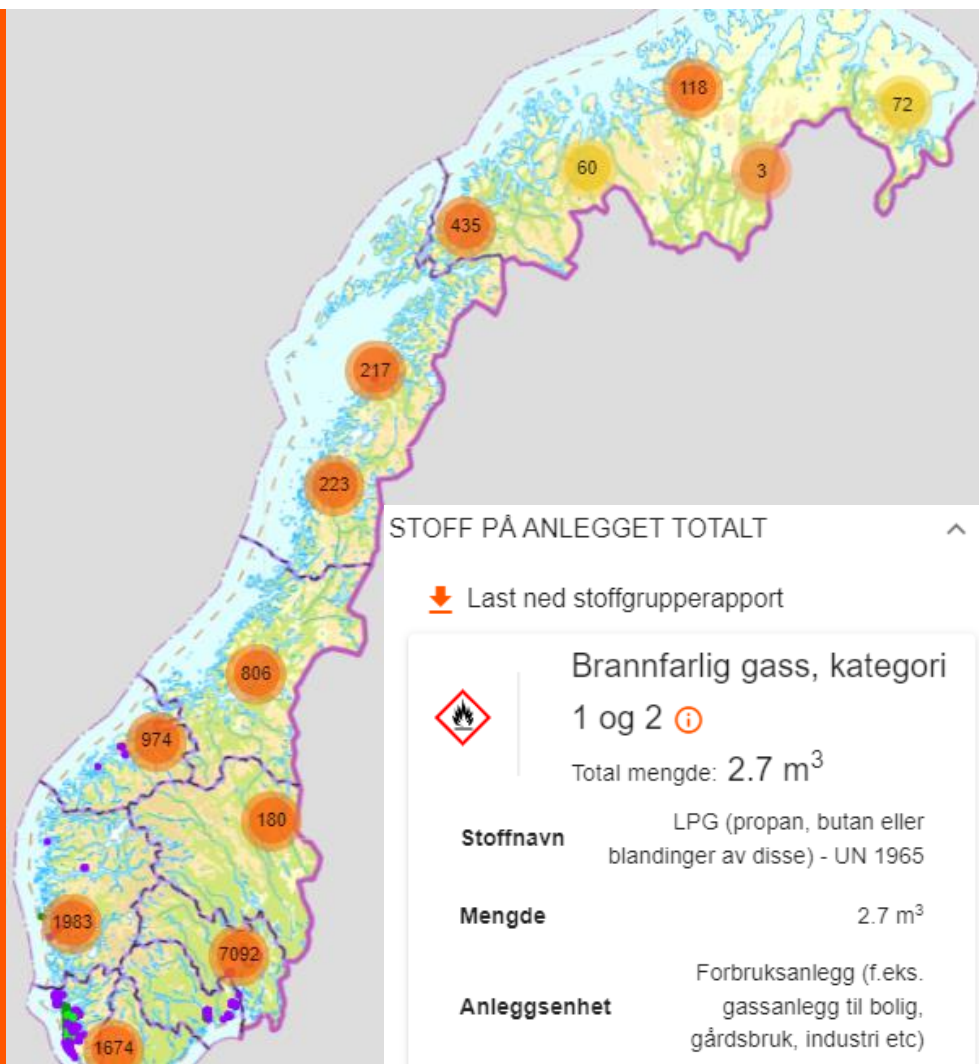 118
72
60
3
435
217
223
STOFF PÅ ANLEGGET TOTALT
Last ned stoffgrupperapport
806
Brannfarlig gass, kategori
1 og 2
974
Total mengde: 2.7 m³
180
Stoffnavn
LPG (propan, butan eller
blandinger av disse) - UN 1965
Mengde
2.7 m³
1983
7092
Anleggsenhet
Forbruksanlegg (f.eks.
gassanlegg til bolig,
gårdsbruk, industri etc)
1674